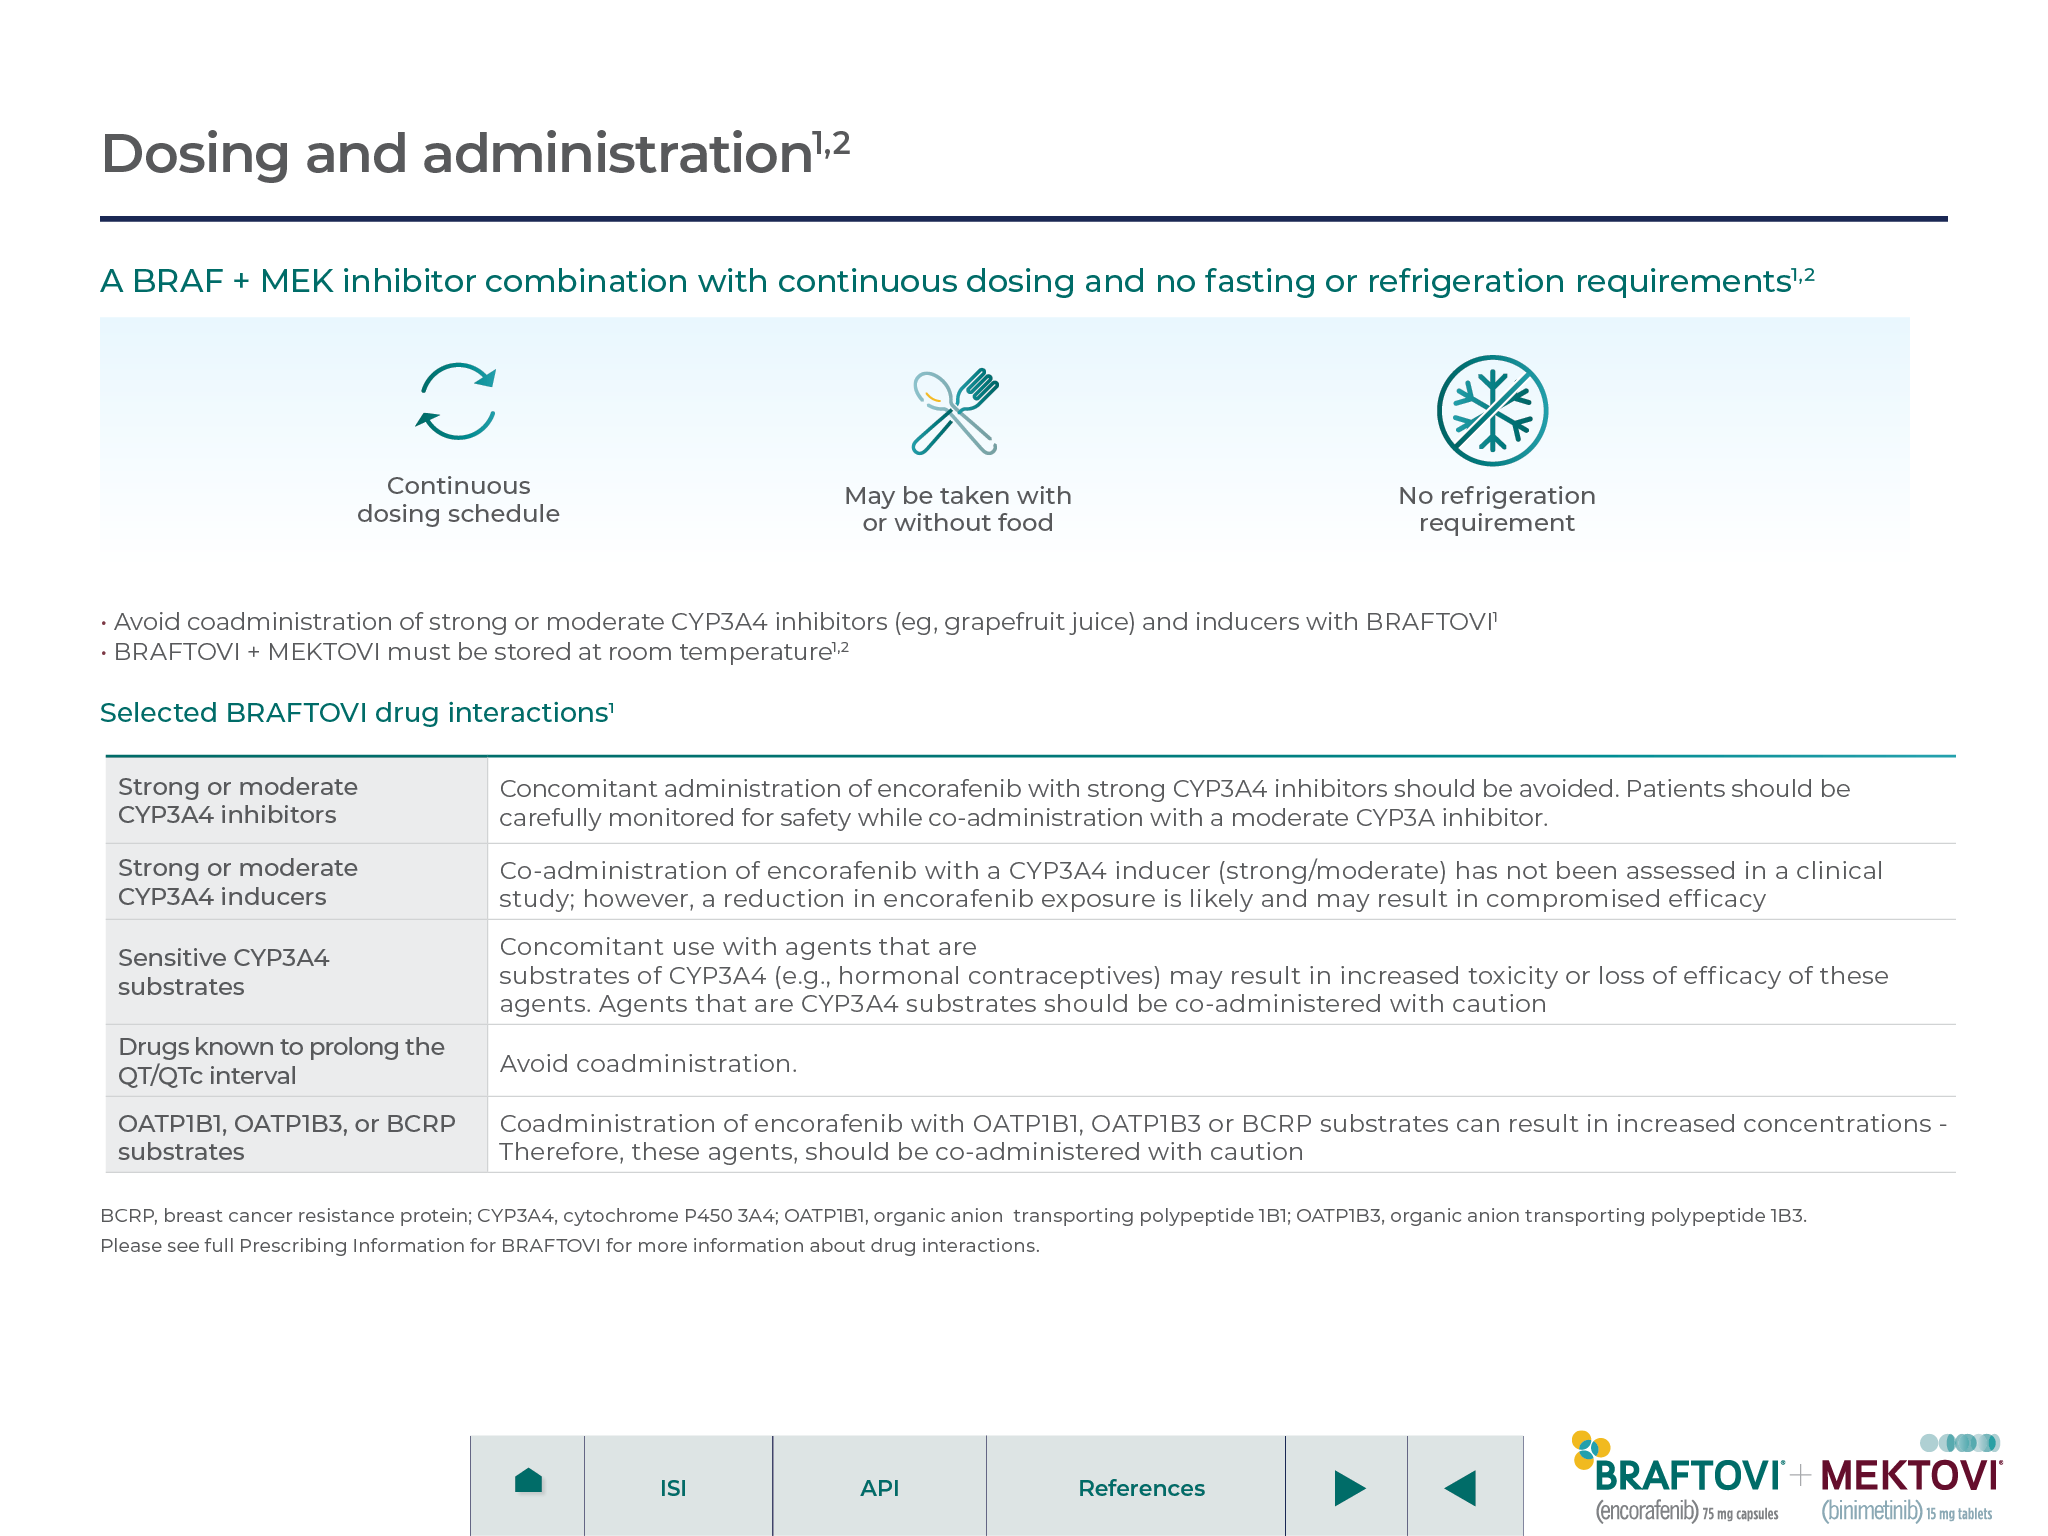 Dosing and administration1,2
A BRAF + MEK inhibitor combination with continuous dosing and no fasting or refrigeration requirements1,2
Continuous
dosing schedule
May be taken with
or without food
No refrigeration
requirement
• Avoid coadministration of strong or moderate CYP3A4 inhibitors (eg, grapefruit juice) and inducers with BRAFTOVI1
• BRAFTOVI + MEKTOVI must be stored at room temperature1,2
Selected BRAFTOVI drug interactions1
Strong or moderate
CYP3A4 inhibitors
Concomitant administration of encorafenib with strong CYP3A4 inhibitors should be avoided. Patients should be
carefully monitored for safety while co-administration with a moderate CYP3A inhibitor.
Strong or moderate
CYP3A4 inducers
Co-administration of encorafenib with a CYP3A4 inducer (strong/moderate) has not been assessed in a clinical
study; however, a reduction in encorafenib exposure is likely and may result in compromised efficacy
Sensitive CYP3A4
substrates
Concomitant use with agents that are
substrates of CYP3A4 (e.g., hormonal contraceptives) may result in increased toxicity or loss of efficacy of these
agents. Agents that are CYP3A4 substrates should be co-administered with caution
Drugs known to prolong the
QT/QTc interval
Avoid coadministration.
OATP1B1, OATP1B3, or BCRP
substrates
Coadministration of encorafenib with OATP1B1, OATP1B3 or BCRP substrates can result in increased concentrations -
Therefore, these agents, should be co-administered with caution
BCRP, breast cancer resistance protein; CYP3A4, cytochrome P450 3A4; OATP1B1, organic anion transporting polypeptide 1B1; OATP1B3, organic anion transporting polypeptide 1B3.
Please see full Prescribing Information for BRAFTOVI for more information about drug interactions.
ISI
API
References
BRAFTOVI® + MEKTOVI®
(encorafenib) 75 mg capsules
(binimetinib) 15 mg tablets